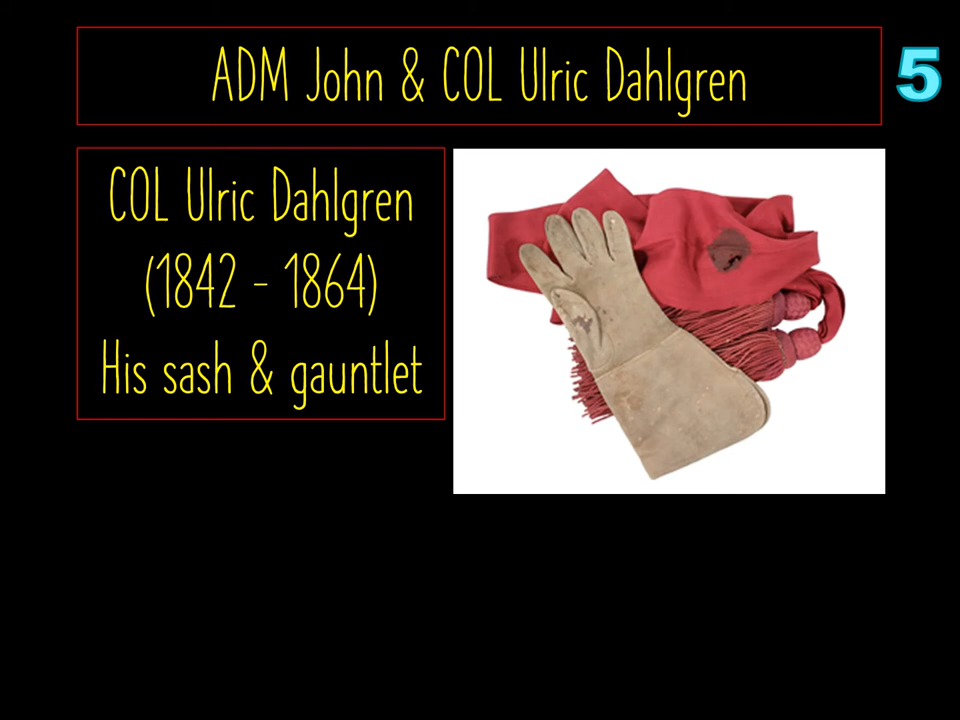 ADM John & COL Ulric Dahlgren
5
COL Ulric Dahlgren
(1842 - 1864)
His sash & gauntlet